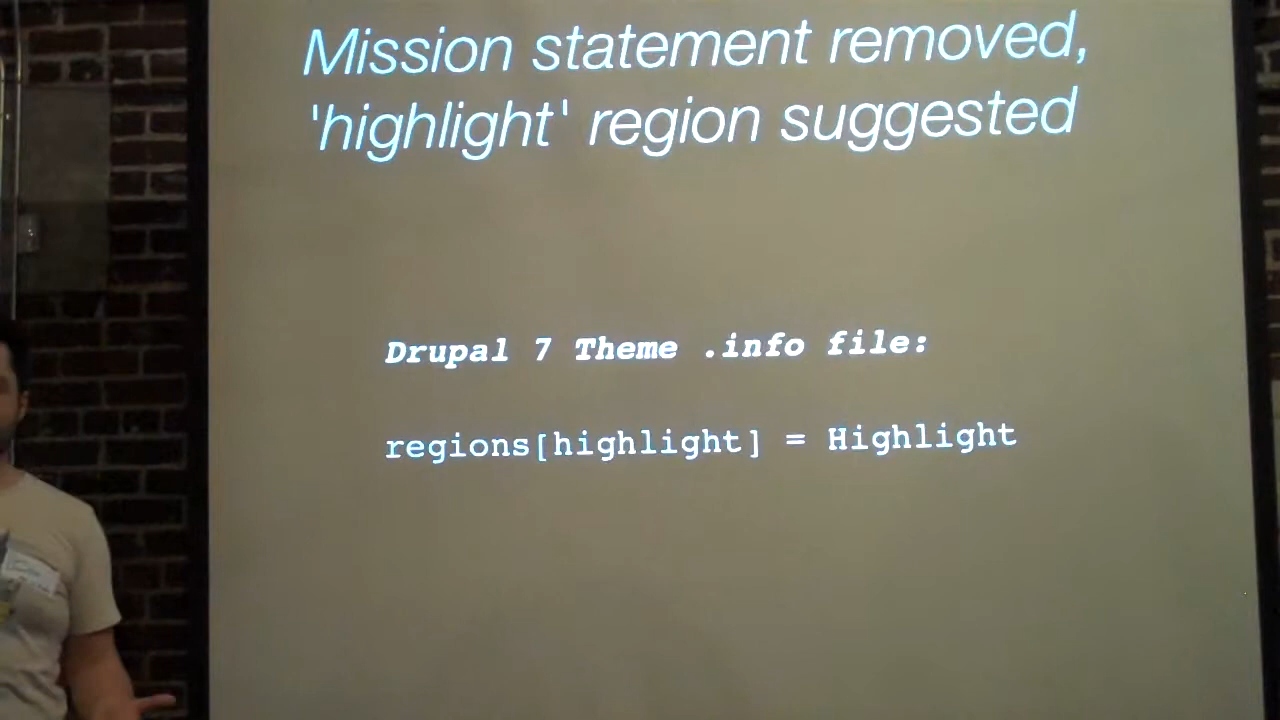 Mission statement removed,
'highlight' region suggested
Drupal 7 Theme .info file:
regions[highlight] = Highlight